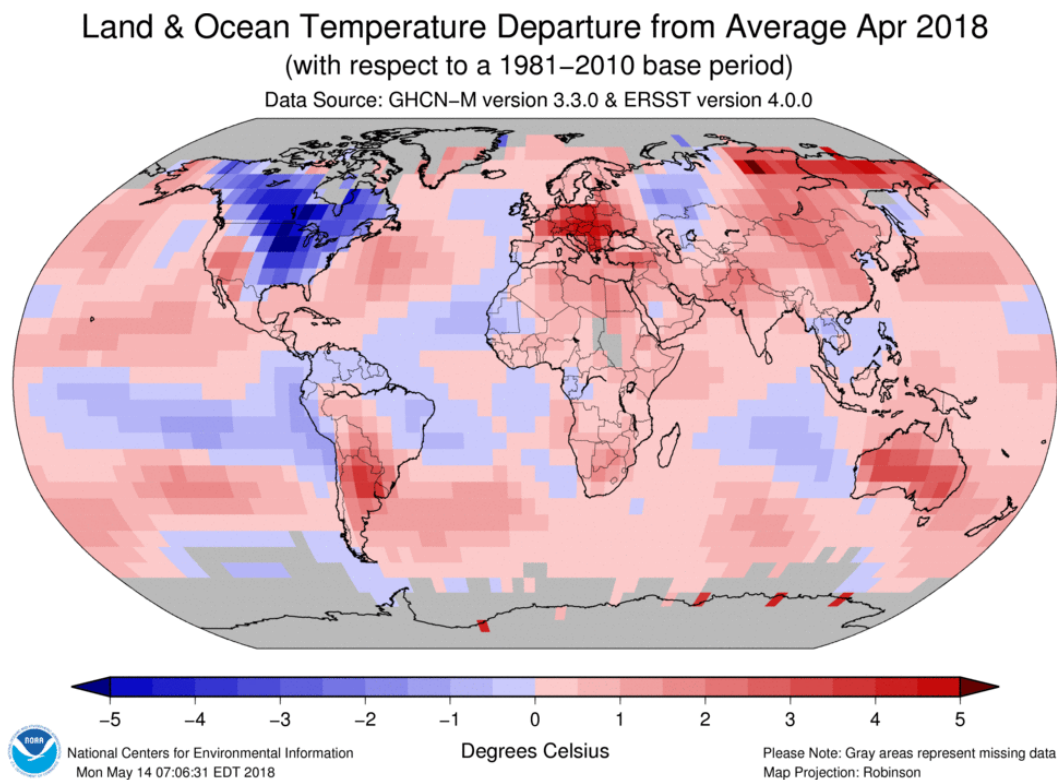 Land & Ocean Temperature Departure from Average Apr 2018
(with respect to a 1981−2010 base period)
Data Source: GHCN−M version 3.3.0 & ERSST version 4.0.0
−5 −4 −3 −2 −1 0 1 2 3 4 5
Degrees Celsius
NOAA
National Centers for Environmental Information
Mon May 14 07:06:31 EDT 2018
Please Note: Gray areas represent missing data
Map Projection: Robinson